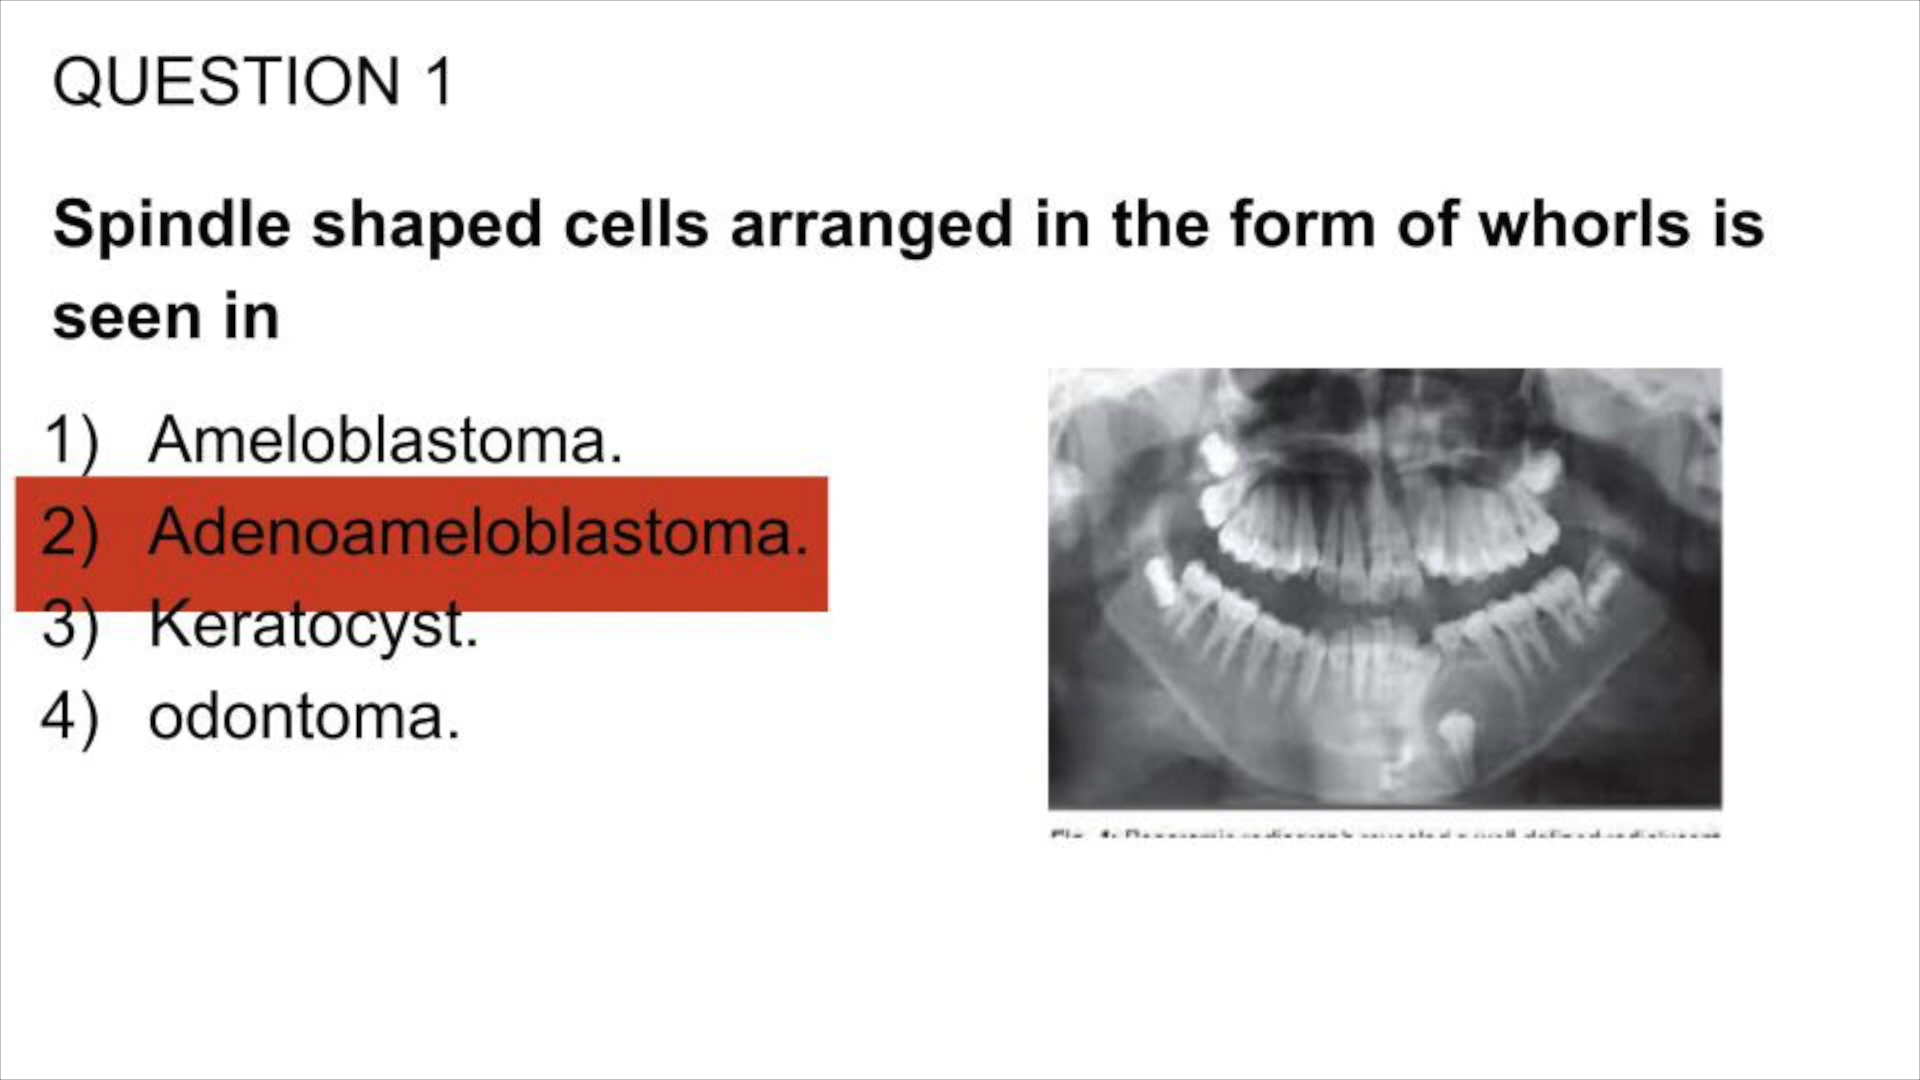 QUESTION 1
Spindle shaped cells arranged in the form of whorls is
seen in
1) Ameloblastoma.
2) Adenoameloblastoma.
3) Keratocyst.
4) odontoma.